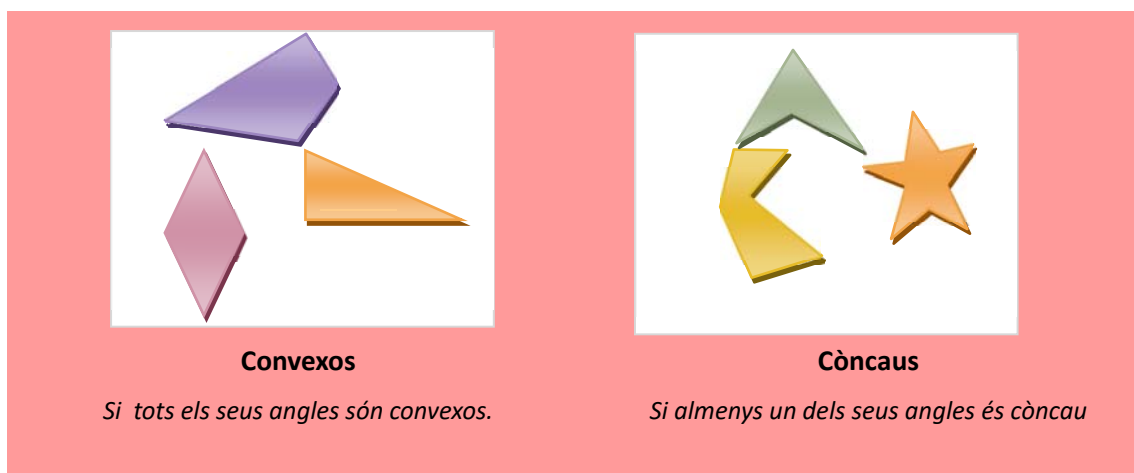 Convexos
Si tots els seus angles són convexos.
Còncaus
Si almenys un dels seus angles és còncau